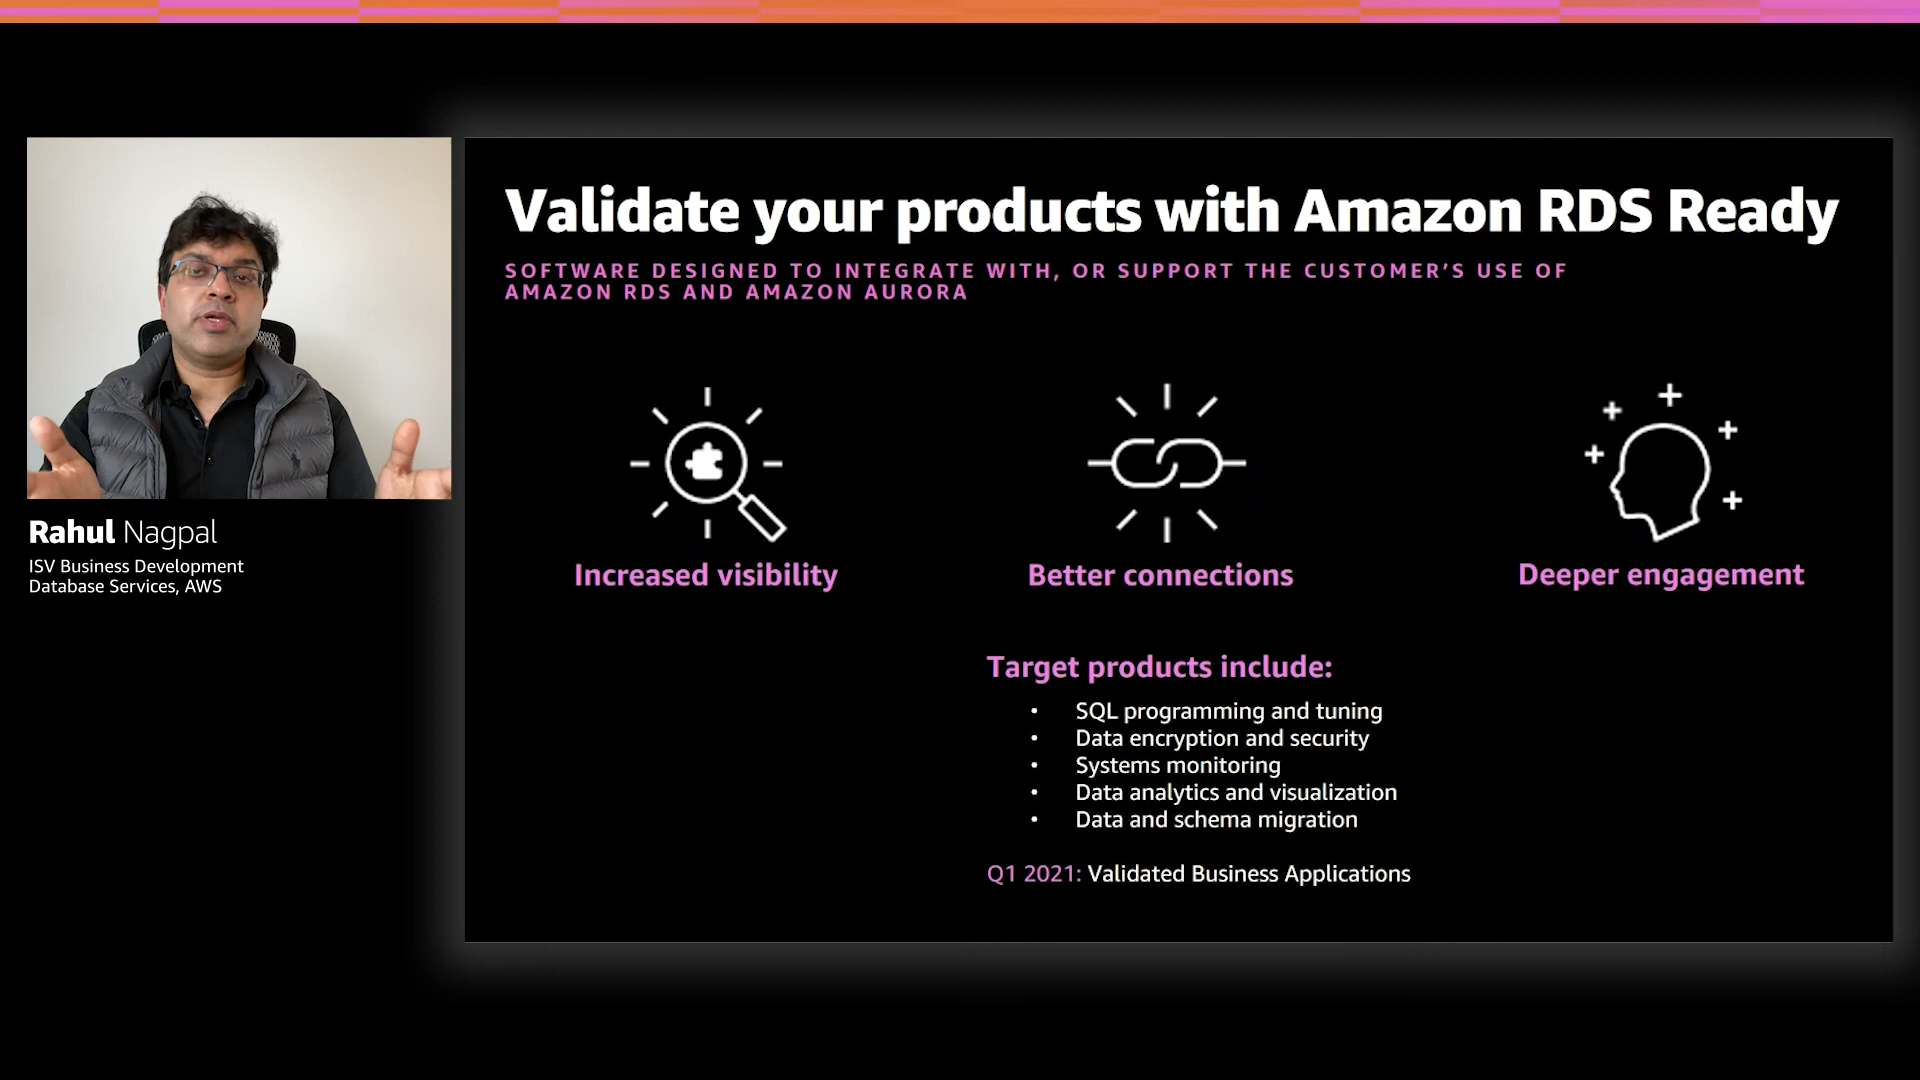 Validate your products with Amazon RDS Ready
SOFTWARE DESIGNED TO INTEGRATE WITH, OR SUPPORT THE CUSTOMER’S USE OF
AMAZON RDS AND AMAZON AURORA
Rahul Nagpal
ISV Business Development
Database Services, AWS
Increased visibility
Better connections
Deeper engagement
Target products include:
• SQL programming and tuning
• Data encryption and security
• Systems monitoring
• Data analytics and visualization
• Data and schema migration
Q1 2021: Validated Business Applications